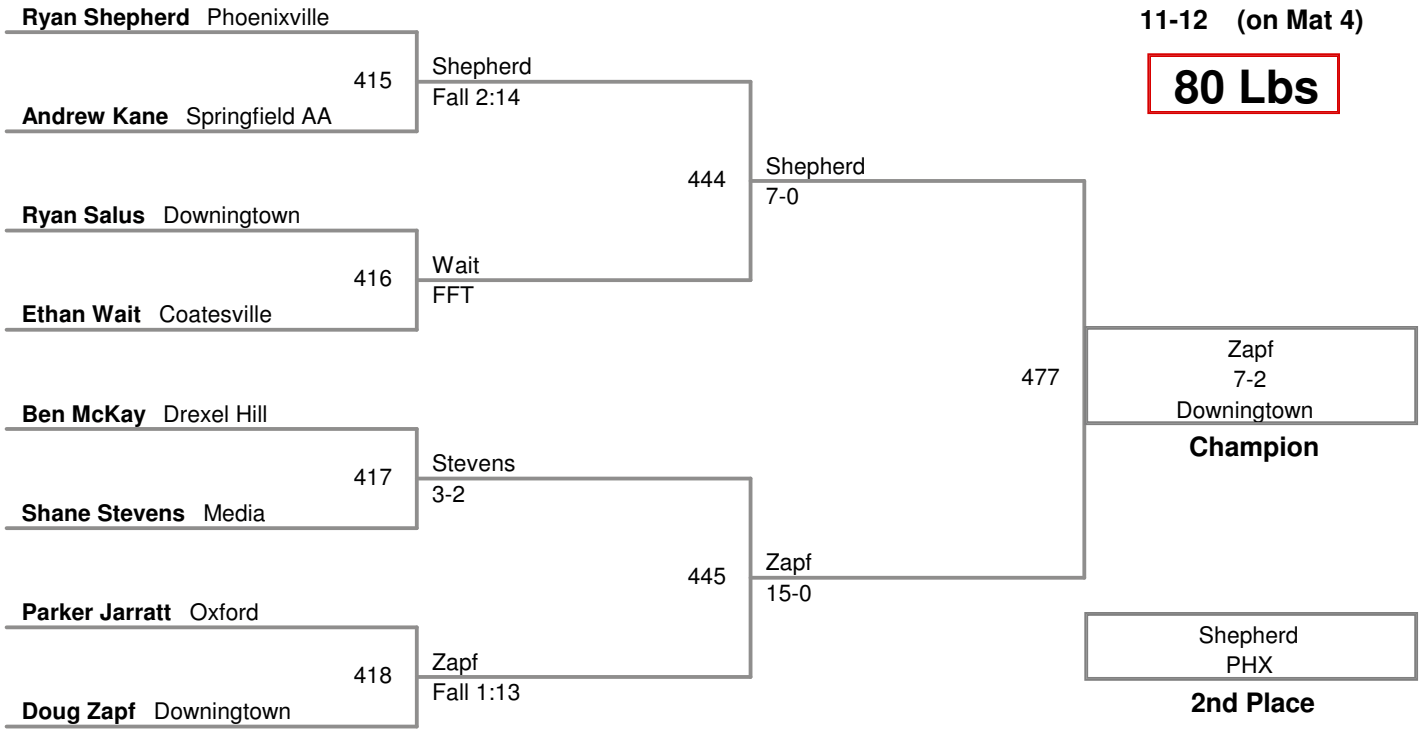 Ryan Shepherd Phoenixville
11-12 (on Mat 4)
80 Lbs
415
Shepherd
Fall 2:14
Andrew Kane Springfield AA
444
Shepherd
7-0
Ryan Salus Downingtown
416
Wait
FFT
Ethan Wait Coatesville
477
Zapf
7-2
Downingtown
Champion
Ben McKay Drexel Hill
417
Stevens
3-2
Shane Stevens Media
445
Zapf
15-0
Parker Jarratt Oxford
418
Zapf
Fall 1:13
Doug Zapf Downingtown
Shepherd
PHX
2nd Place